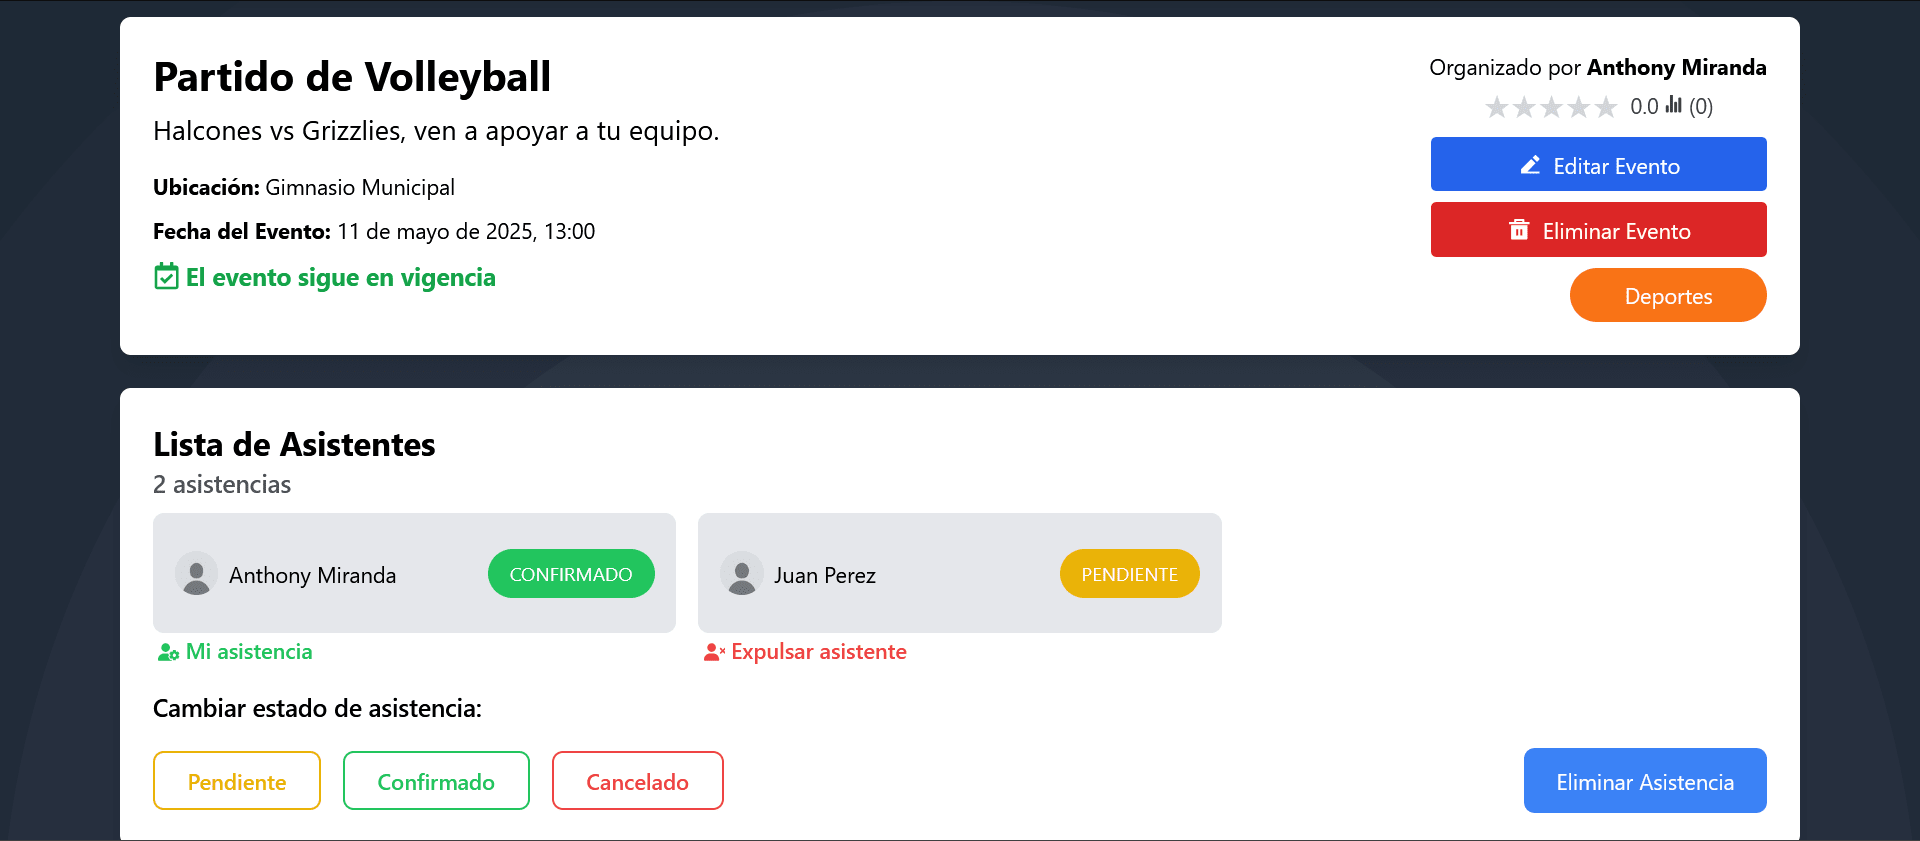 Partido de Volleyball
Halcones vs Grizzlies, ven a apoyar a tu equipo.
Ubicación: Gimnasio Municipal
Fecha del Evento: 11 de mayo de 2025, 13:00
El evento sigue en vigencia
Organizado por Anthony Miranda
0.0 (0)
Editar Evento
Eliminar Evento
Deportes
Lista de Asistentes
2 asistencias
Anthony Miranda CONFIRMADO
Mi asistencia
Juan Perez PENDIENTE
Expulsar asistente
Cambiar estado de asistencia:
Pendiente Confirmado Cancelado
Eliminar Asistencia